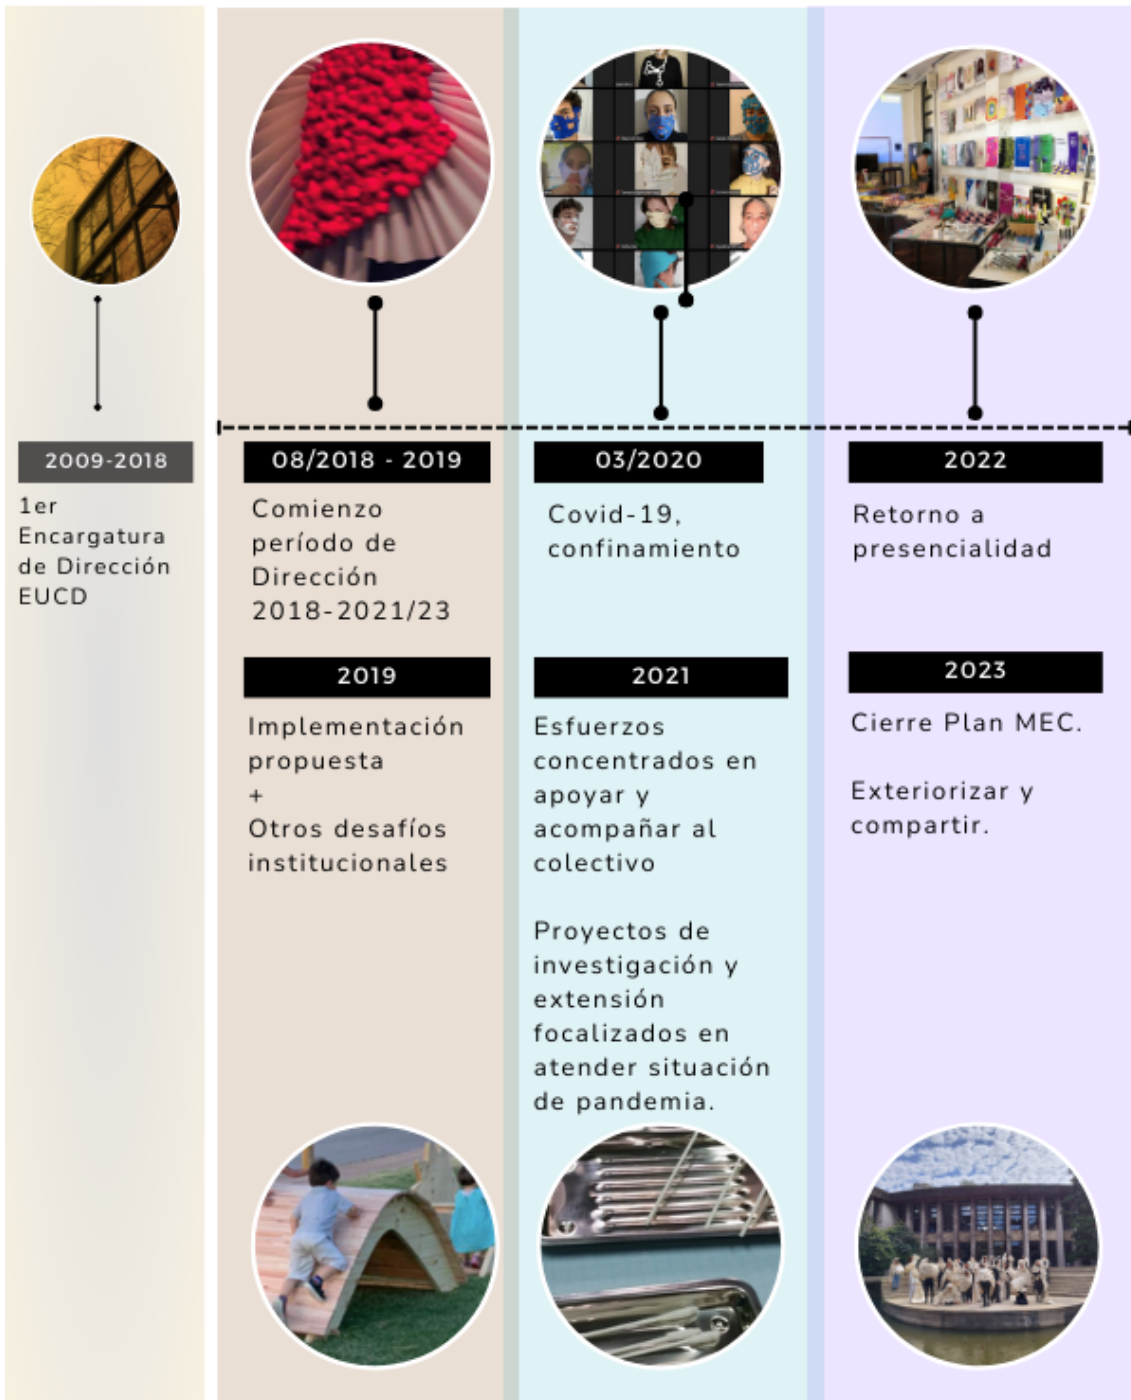 2009-2018
1er
Encargatura
de Dirección
EUCD
08/2018 - 2019
Comienzo
período de
Dirección
2018-2021/23
2019
Implementación
propuesta
+
Otros desafíos
institucionales
03/2020
Covid-19,
confinamiento
2021
Esfuerzos
concentrados en
apoyar y
acompañar al
colectivo
Proyectos de
investigación y
extensión
focalizados en
atender situación
de pandemia.
2022
Retorno a
presencialidad
2023
Cierre Plan MEC.
Exteriorizar y
compartir.